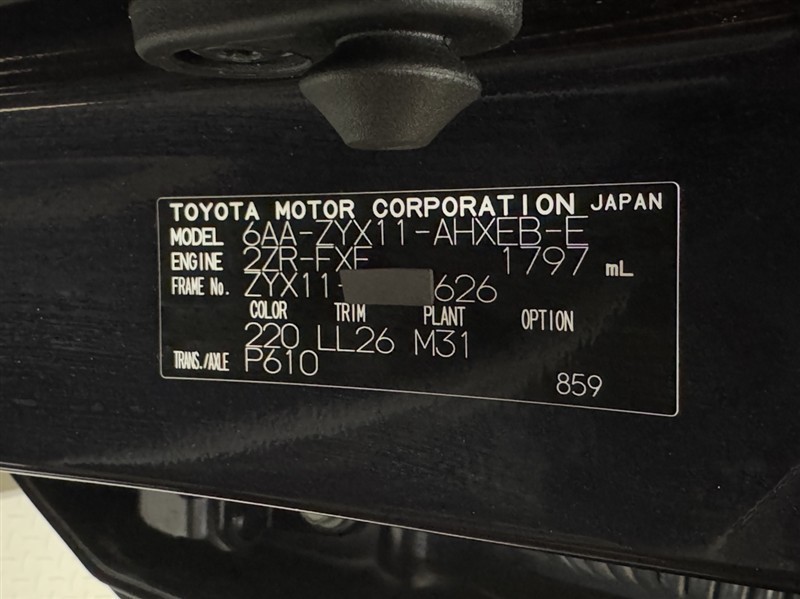 TOYOTA MOTOR CORPORATION JAPAN
MODEL 6AA-ZYX11-AHXEB-E
ENGINE 2ZR-FXE 1797 mL
FRAME No. ZYX11- 626
COLOR TRIM PLANT OPTION
220 LL26 M31
TRANS./AXLE P610
859